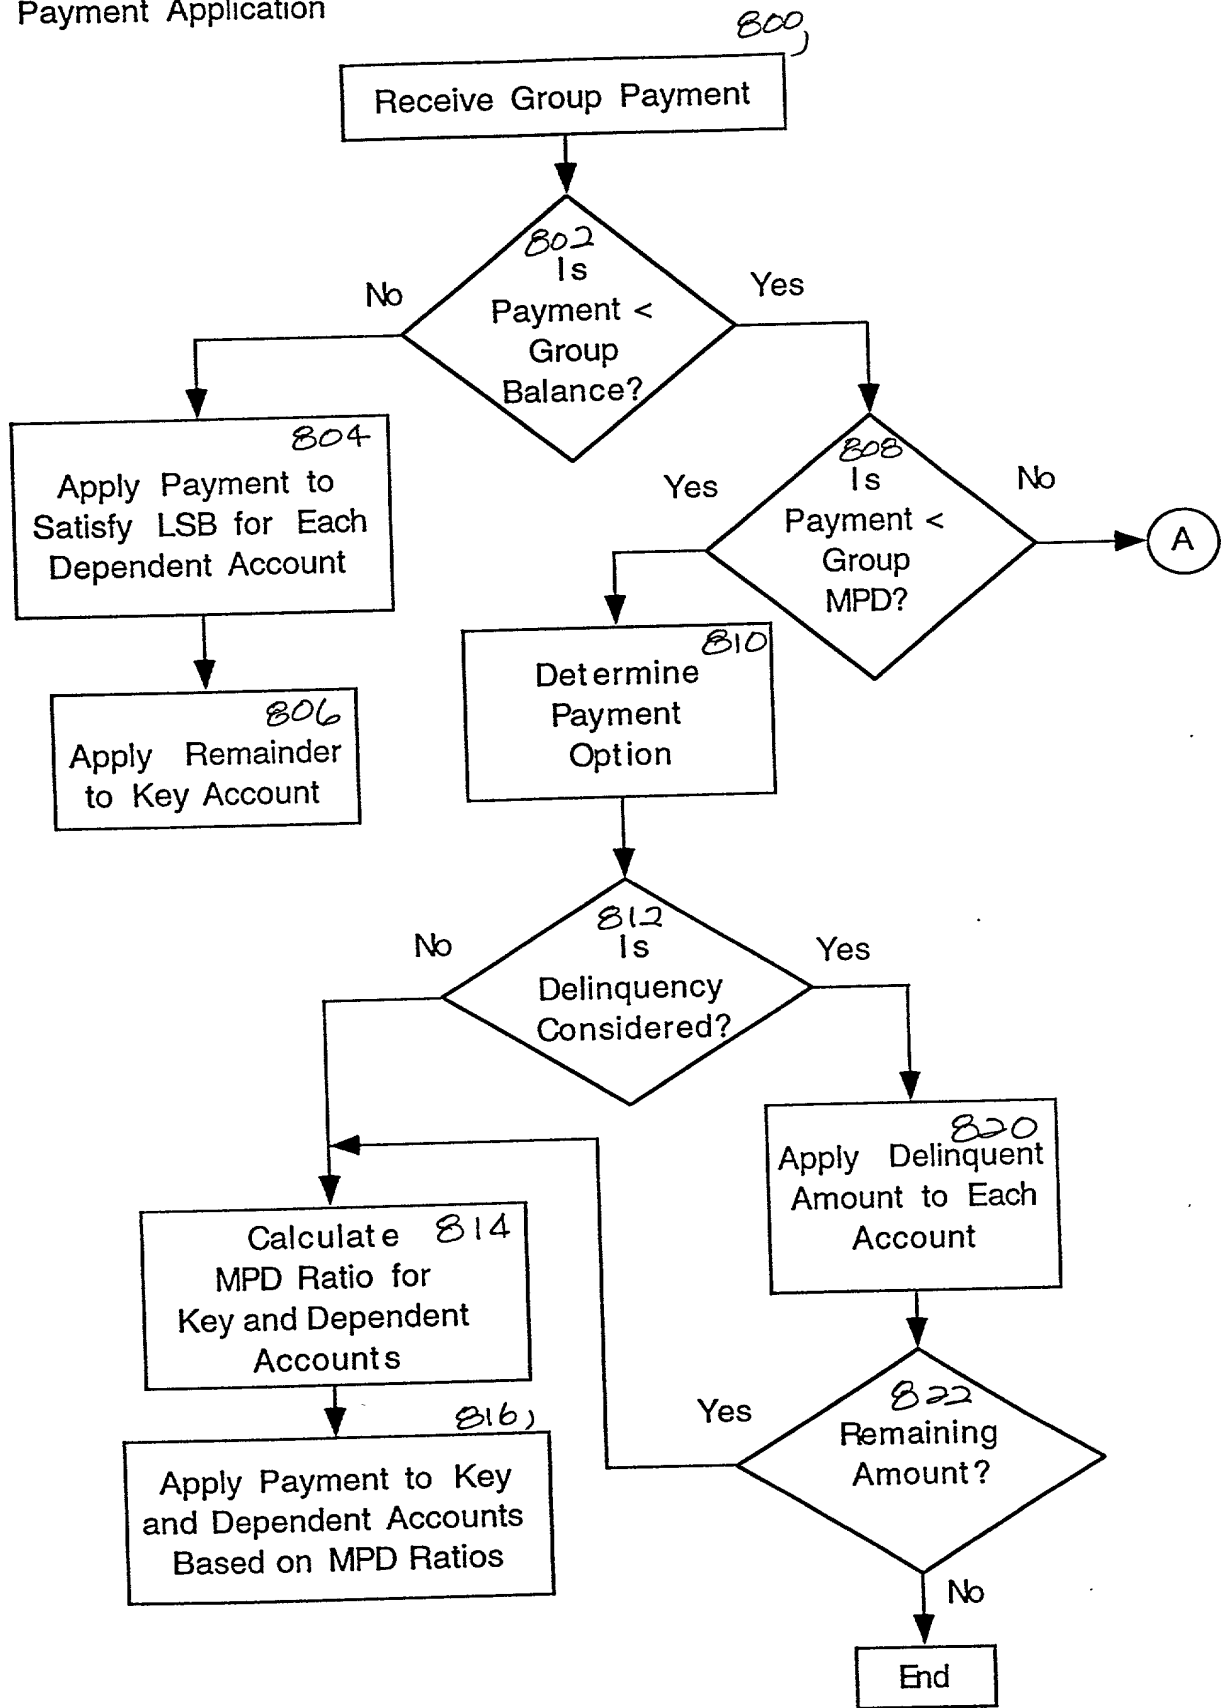 Payment Application
800
Receive Group Payment
802
Is
Payment <
Group
Balance?
No
Yes
804
Apply Payment to
Satisfy LSB for Each
Dependent Account
806
Apply Remainder
to Key Account
808
Is
Payment <
Group
MPD?
Yes
No
A
810
Determine
Payment
Option
812
Is
Delinquency
Considered?
No
Yes
820
Apply Delinquent
Amount to Each
Account
814
Calculate
MPD Ratio for
Key and Dependent
Accounts
816
Apply Payment to Key
and Dependent Accounts
Based on MPD Ratios
822
Remaining
Amount?
Yes
No
End